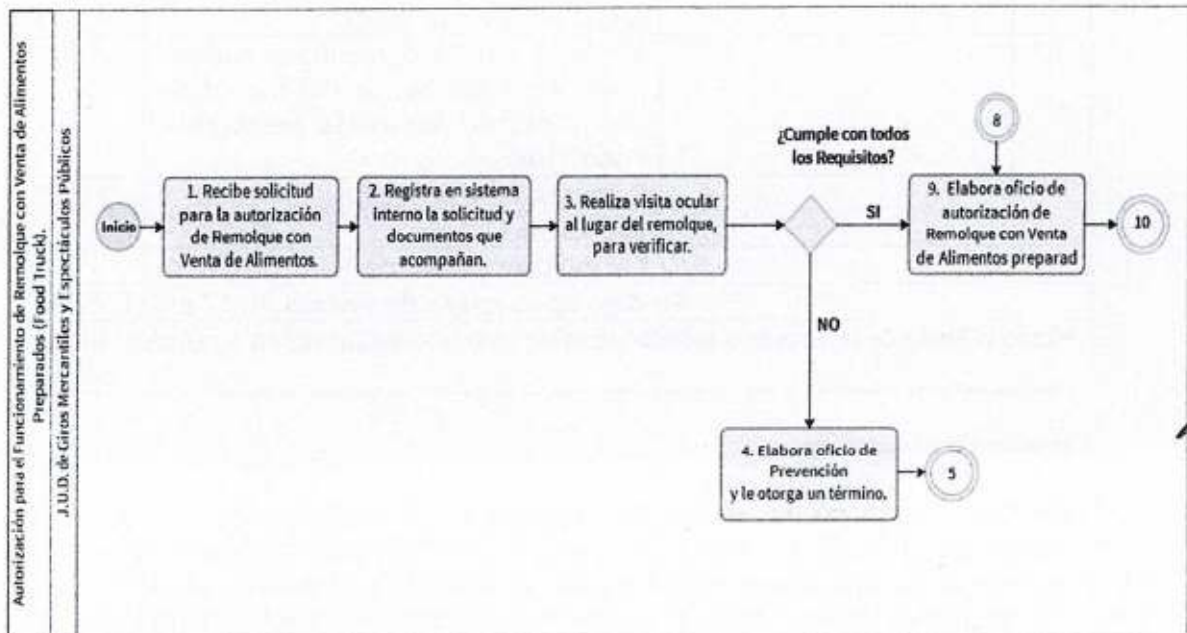 Autorización para el Funcionamiento de Remolque con Venta de Alimentos
Preparados (Food Truck).
J.U.D. de Giros Mercantiles y Espectáculos Públicos
Inicio
1. Recibe solicitud
para la autorización
de Remolque con
Venta de Alimentos.
2. Registra en sistema
interno la solicitud y
documentos que
acompañan.
3. Realiza visita ocular
al lugar del remolque,
para verificar.
¿Cumple con todos
los Requisitos?
SI
NO
8
9. Elabora oficio de
autorización de
Remolque con Venta
de Alimentos preparad
10
4. Elabora oficio de
Prevención
y le otorga un término.
5